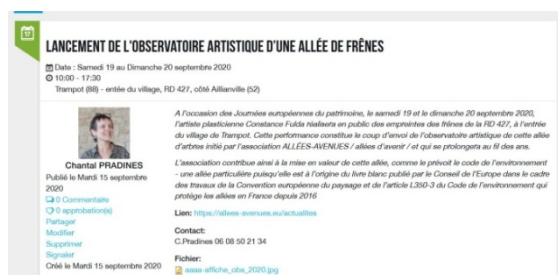 LANCEMENT DE L'OBSERVATOIRE ARTISTIQUE D'UNE ALLÉE DE FRÊNES
Date : Samedi 19 au Dimanche 20 septembre 2020
10:00 - 17:30
Trampot (88) - entée du village, RD 427, côté Aillianville (52)
Chantal PRADINES
Publié le Mardi 15 septembre
2020
0 Commentaire
0 approbation(s)
Partager
Modifier
Supprimer
Signaler
Créé le Mardi 15 septembre 2020
A l'occasion des Journées européennes du patrimoine, le samedi 19 et le dimanche 20 septembre 2020,
l'artiste plasticienne Constance Fulda réalisera en public des empreintes des frênes de la RD 427, à l'entrée
du village de Trampot. Cette performance constitue le coup d'envoi de l'observatoire artistique de cette allée
d'arbres initié par l'association ALLÉES-AVENUES / allées d'avenir / et qui se prolongera au fil des ans.
L'association contribue ainsi à la mise en valeur de cette allée, comme le prévoit le code de l'environnement
- une allée particulière puisqu'elle est à l'origine du livre blanc publié par le Conseil de l'Europe dans le cadre
des travaux de la Convention européenne du paysage et de l'article L350-3 du Code de l'environnement qui
protège les allées en France depuis 2016
Lien: https://allees-avenues.eu/actualites
Contact:
C.Pradines 06 08 50 21 34
Fichier:
aaaa-affiche_obs_2020.jpg